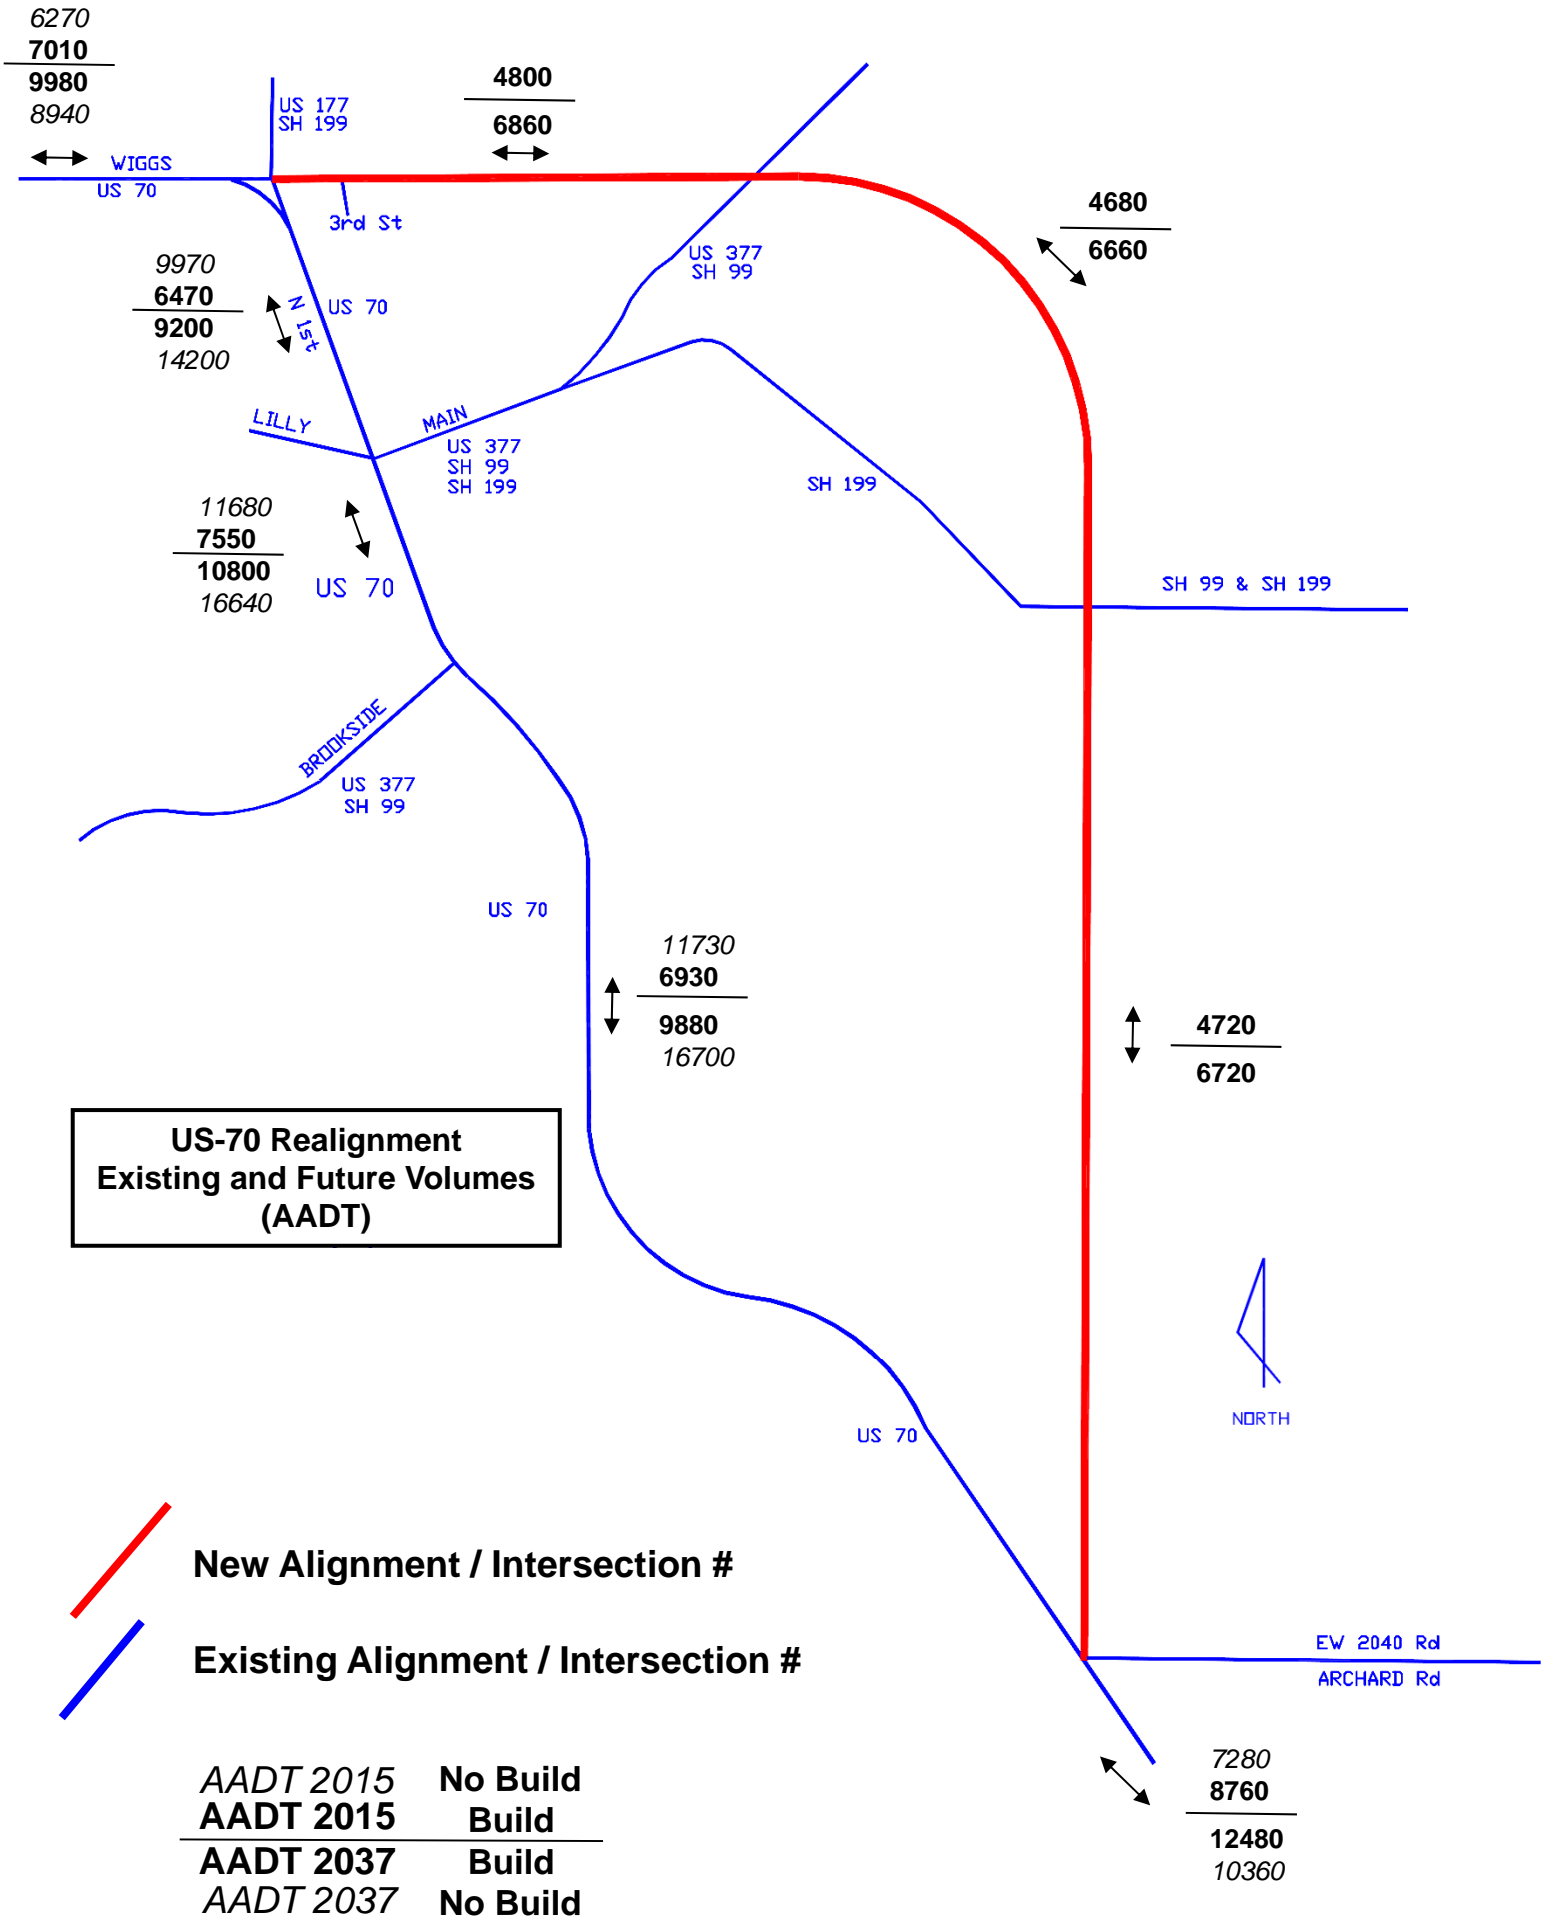 6270
7010
9980
8940
US 177
SH 199
4800
6860
WIGGS
US 70
3rd St
4680
6660
US 377
SH 99
9970
6470
9200
14200
N 1st
US 70
LILLY
MAIN
US 377
SH 99
SH 199
SH 199
11680
7550
10800
16640
US 70
SH 99 & SH 199
BROOKSIDE
US 377
SH 99
US 70
11730
6930
9880
16700
4720
6720
US-70 Realignment
Existing and Future Volumes
(AADT)
NORTH
US 70
New Alignment / Intersection #
Existing Alignment / Intersection #
EW 2040 Rd
ARCHARD Rd
7280
8760
12480
10360
AADT 2015 No Build
AADT 2015 Build
AADT 2037 Build
AADT 2037 No Build